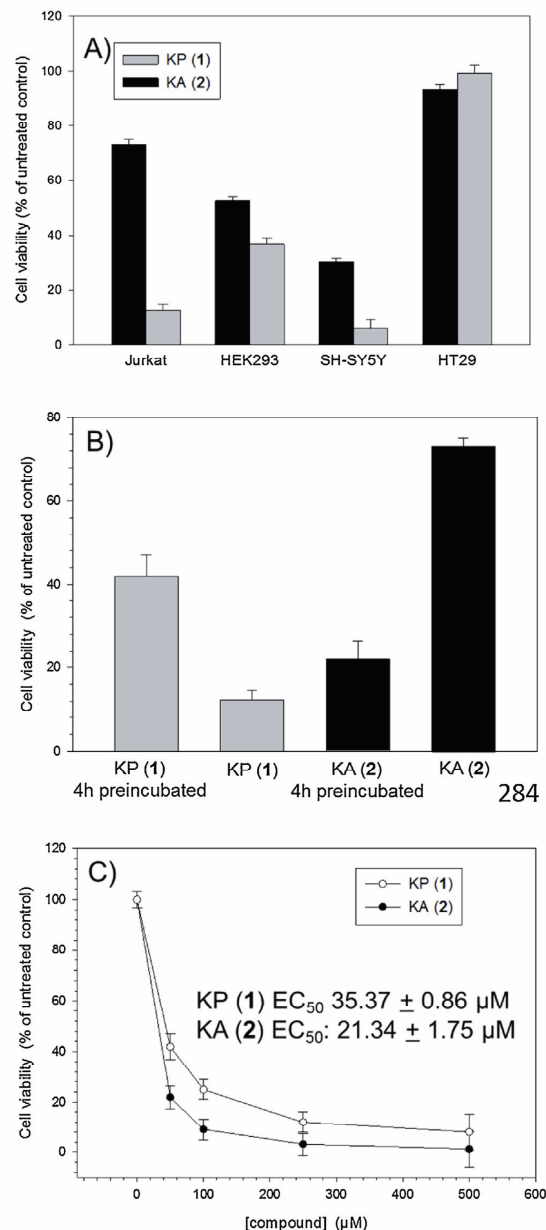 A)
KP (1)
KA (2)
Cell viability (% of untreated control)
120
100
80
60
40
20
0
Jurkat HEK293 SH-SY5Y HT29
B)
Cell viability (% of untreated control)
80
60
40
20
0
KP (1) KP (1) KA (2) KA (2)
4h preincubated 4h preincubated 284
C)
KP (1)
KA (2)
Cell viability (% of untreated control)
120
100
80
60
40
20
0
KP (1) EC50 35.37 ± 0.86 µM
KA (2) EC50: 21.34 ± 1.75 µM
0 100 200 300 400 500 600
[compound] (µM)